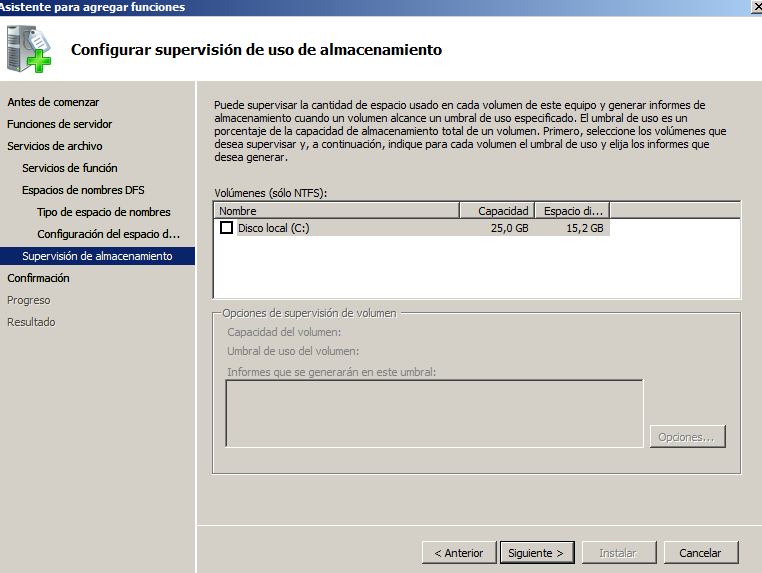 Asistente para agregar funciones
Configurar supervisión de uso de almacenamiento
Antes de comenzar
Funciones de servidor
Servicios de archivo
Servicios de función
Espacios de nombres DFS
Tipo de espacio de nombres
Configuración del espacio d...
Supervisión de almacenamiento
Confirmación
Progreso
Resultado
Puede supervisar la cantidad de espacio usado en cada volumen de este equipo y generar informes de
almacenamiento cuando un volumen alcance un umbral de uso especificado. El umbral de uso es un
porcentaje de la capacidad de almacenamiento total de un volumen. Primero, seleccione los volúmenes que
desea supervisar y, a continuación, indique para cada volumen el umbral de uso y elija los informes que
desea generar.
Volúmenes (sólo NTFS):
Nombre Capacidad Espacio di...
Disco local (C:) 25,0 GB 15,2 GB
Opciones de supervisión de volumen
Capacidad del volumen:
Umbral de uso del volumen:
Informes que se generarán en este umbral:
Opciones...
< Anterior Siguiente > Instalar Cancelar